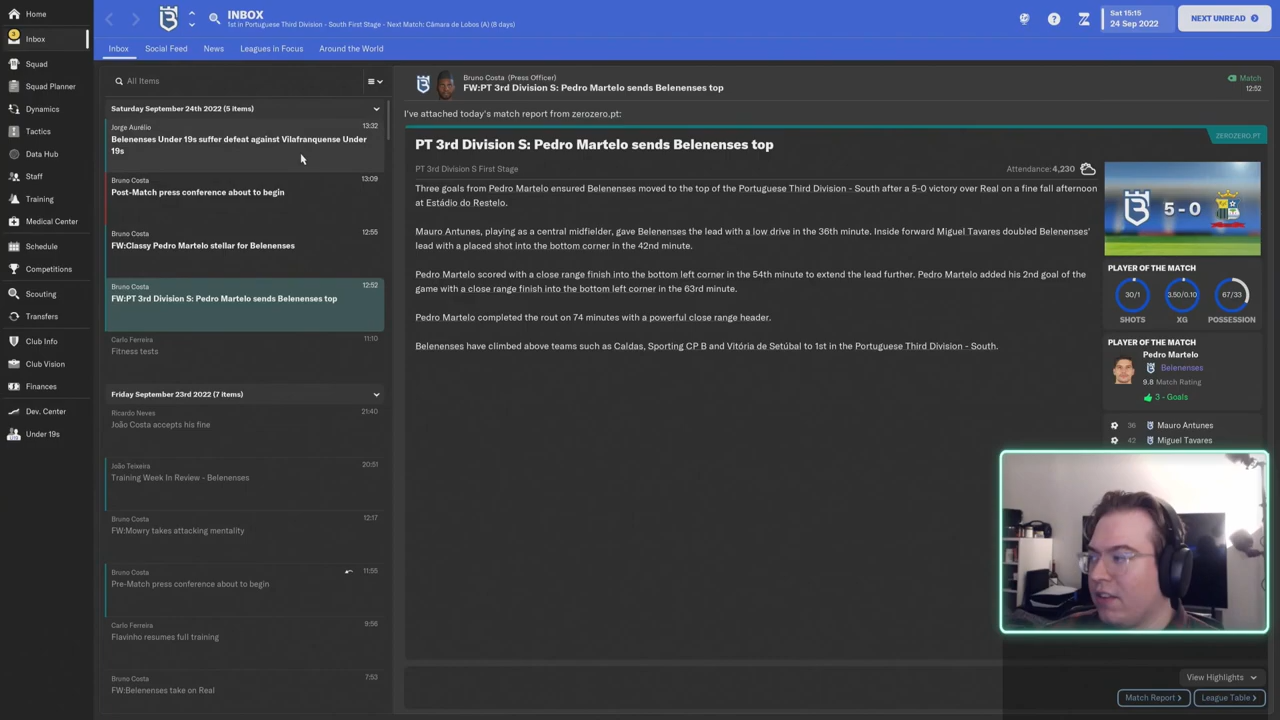 Home
INBOX
1st in Portuguese Third Division - South First Stage - Next Match: Câmara de Lobos (A) (8 days)
Sat 15:15
24 Sep 2022
NEXT UNREAD
3
Inbox
Squad
Squad Planner
Dynamics
Tactics
Data Hub
Staff
Training
Medical Center
Schedule
Competitions
Scouting
Transfers
Club Info
Club Vision
Finances
Dev. Center
Under 19s
Inbox
Social Feed
News
Leagues in Focus
Around the World
All Items
Saturday September 24th 2022 (5 items)
Jorge Aurélio
13:32
Belenenses Under 19s suffer defeat against Vilafranquense Under
19s
Bruno Costa
13:09
Post-Match press conference about to begin
Bruno Costa
12:55
FW:Classy Pedro Martelo stellar for Belenenses
Bruno Costa
12:52
FW:PT 3rd Division S: Pedro Martelo sends Belenenses top
Carlo Ferreira
11:10
Fitness tests
Friday September 23rd 2022 (7 items)
Ricardo Neves
21:40
João Costa accepts his fine
João Teixeira
20:51
Training Week In Review - Belenenses
Bruno Costa
12:17
FW:Mowry takes attacking mentality
Bruno Costa
11:55
Pre-Match press conference about to begin
Carlo Ferreira
9:56
Flavinho resumes full training
Bruno Costa
7:53
FW:Belenenses take on Real
Bruno Costa (Press Officer)
FW:PT 3rd Division S: Pedro Martelo sends Belenenses top
Match
12:52
I've attached today's match report from zerozero.pt:
ZEROZERO.PT
PT 3rd Division S: Pedro Martelo sends Belenenses top
PT 3rd Division S First Stage
Attendance: 4,230
Three goals from Pedro Martelo ensured Belenenses moved to the top of the Portuguese Third Division - South after a 5-0 victory over Real on a fine fall afternoon
at Estádio do Restelo.
Mauro Antunes, playing as a central midfielder, gave Belenenses the lead with a low drive in the 36th minute. Inside forward Miguel Tavares doubled Belenenses'
lead with a placed shot into the bottom corner in the 42nd minute.
Pedro Martelo scored with a close range finish into the bottom left corner in the 54th minute to extend the lead further. Pedro Martelo added his 2nd goal of the
game with a close range finish into the bottom left corner in the 63rd minute.
Pedro Martelo completed the rout on 74 minutes with a powerful close range header.
Belenenses have climbed above teams such as Caldas, Sporting CP B and Vitória de Setúbal to 1st in the Portuguese Third Division - South.
5 - 0
PLAYER OF THE MATCH
30/1
3.50/0.10
67/33
SHOTS
XG
POSSESSION
PLAYER OF THE MATCH
Pedro Martelo
Belenenses
9.8 Match Rating
3 - Goals
36 Mauro Antunes
42 Miguel Tavares
View Highlights
Match Report
League Table